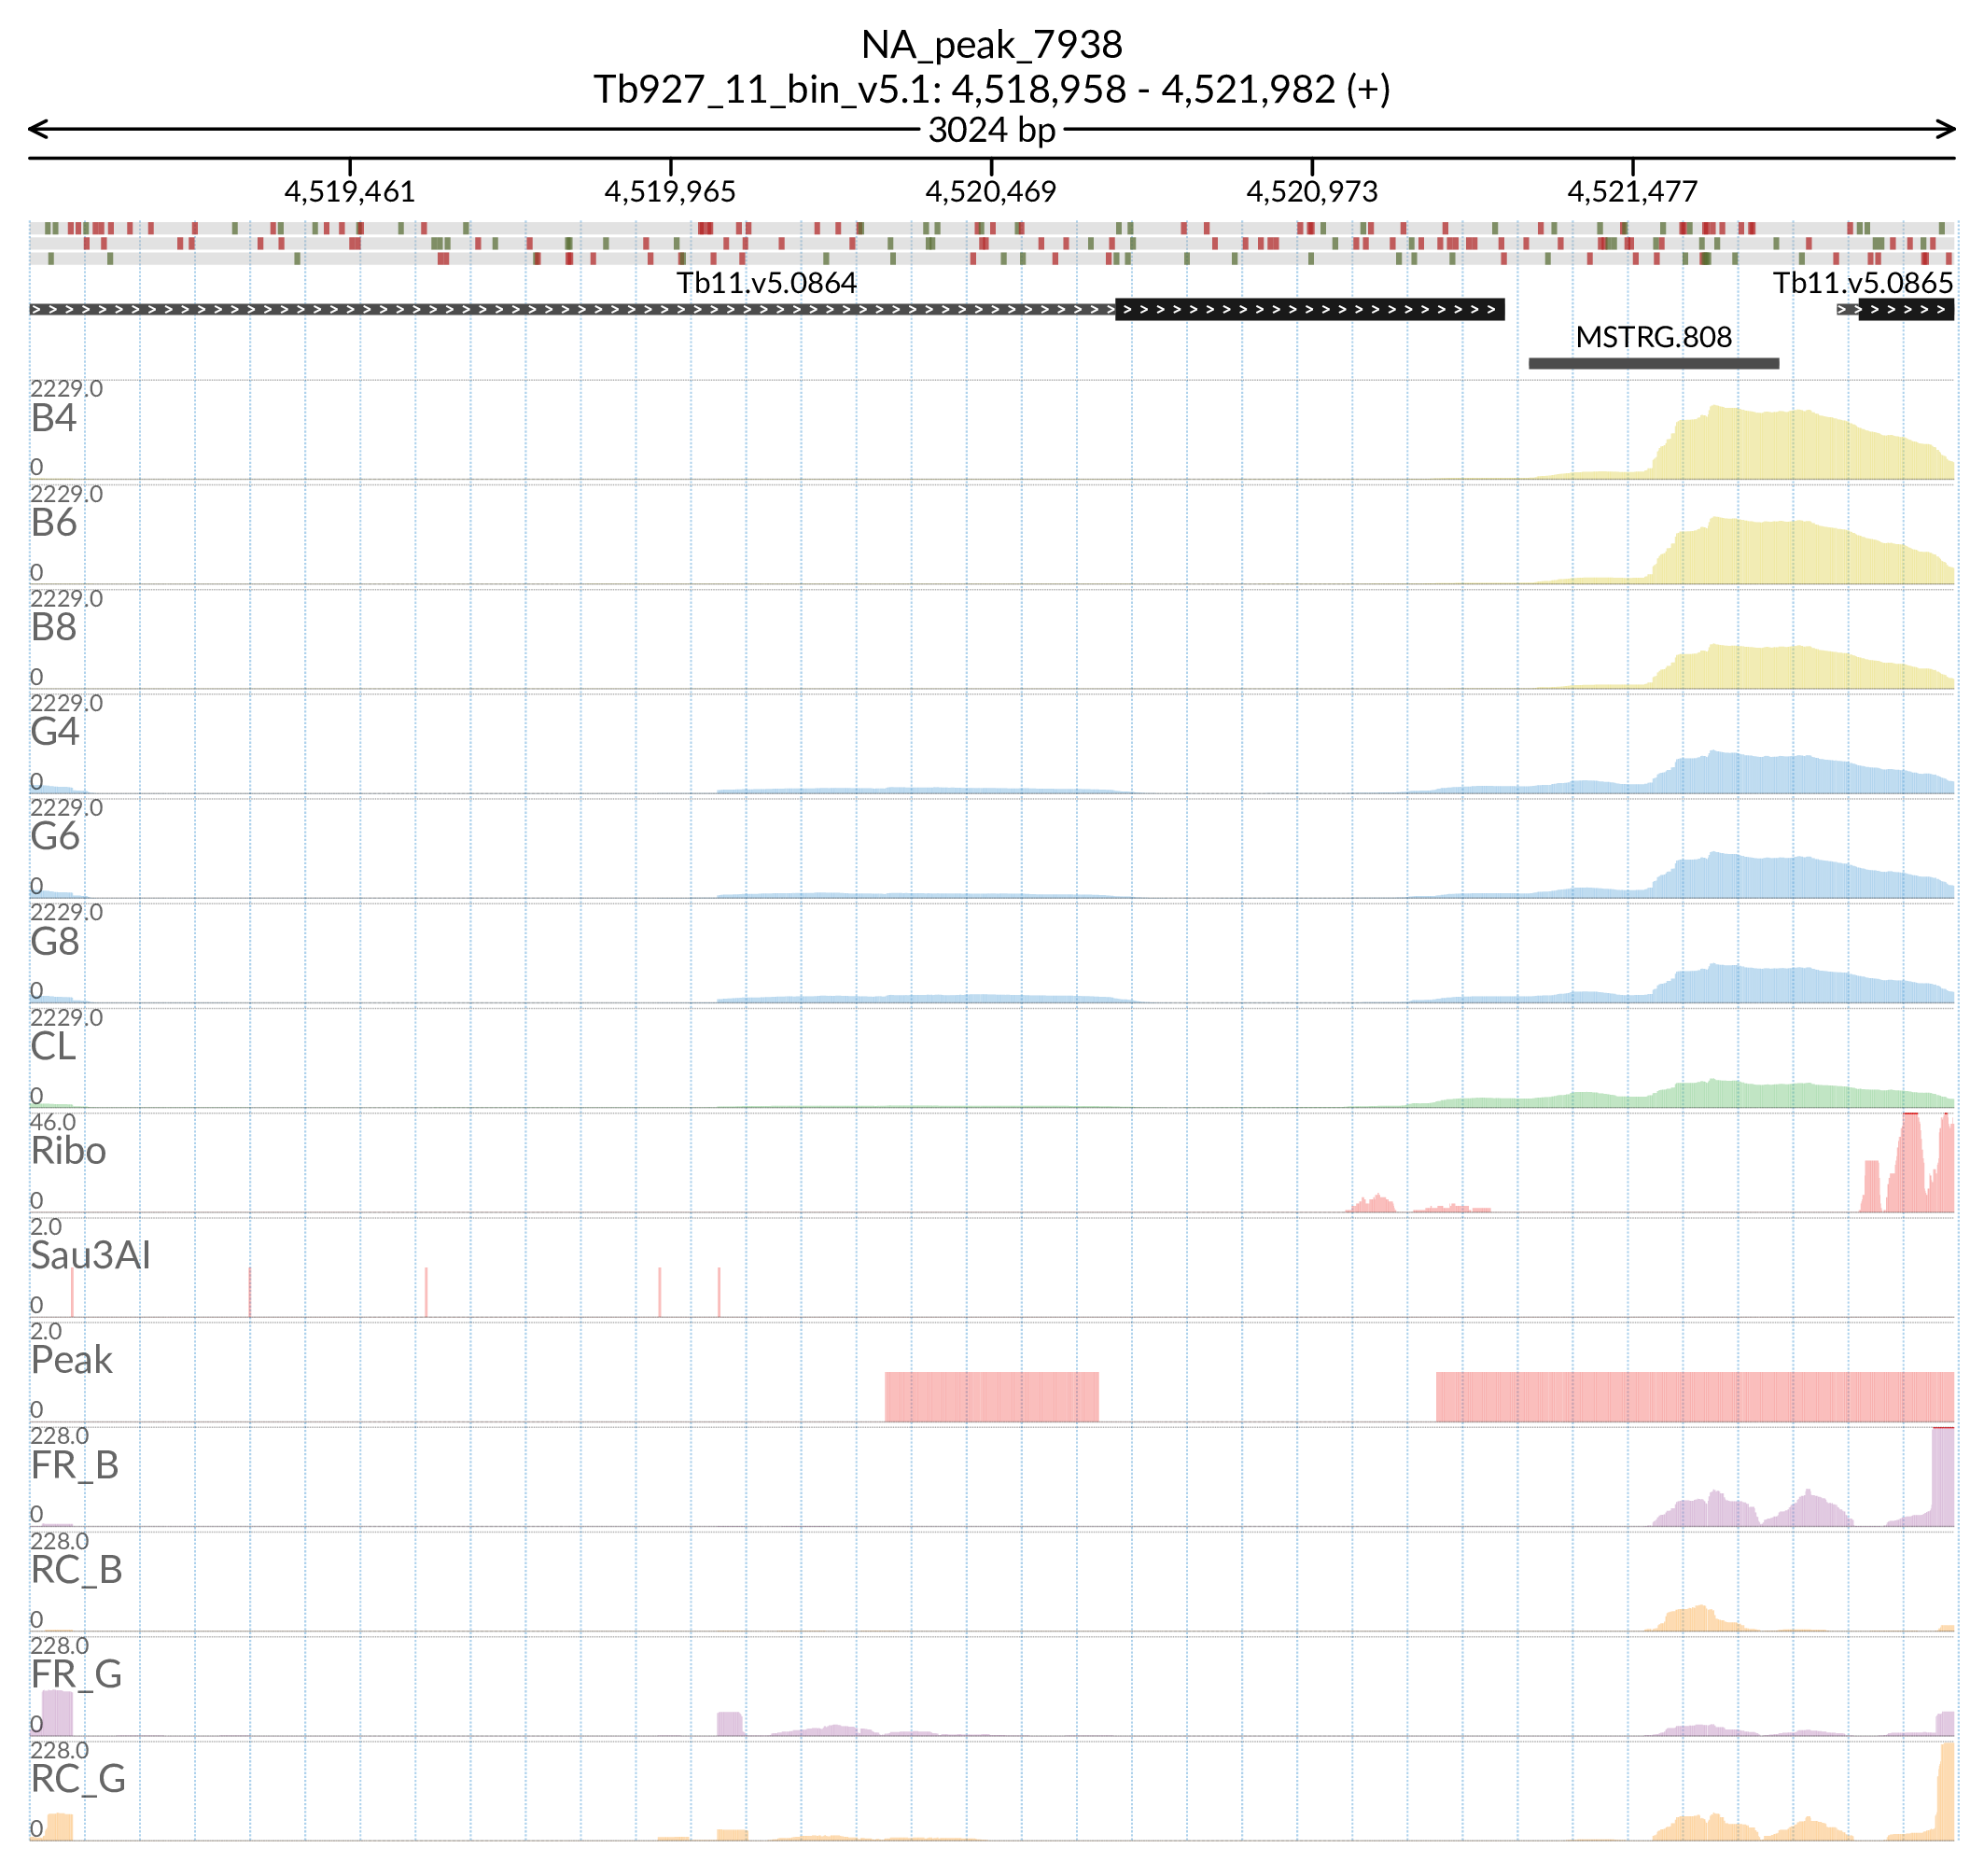 NA_peak_7938
Tb927_11_bin_v5.1: 4,518,958 - 4,521,982 (+)
3024 bp
4,519,461 4,519,965 4,520,469 4,520,973 4,521,477
Tb11.v5.0864 Tb11.v5.0865
MSTRG.808
2229.0
B4
0
2229.0
B6
0
2229.0
B8
0
2229.0
G4
0
2229.0
G6
0
2229.0
G8
0
2229.0
CL
0
46.0
Ribo
0
2.0
Sau3AI
0
2.0
Peak
0
228.0
FR_B
0
228.0
RC_B
0
228.0
FR_G
0
228.0
RC_G
0